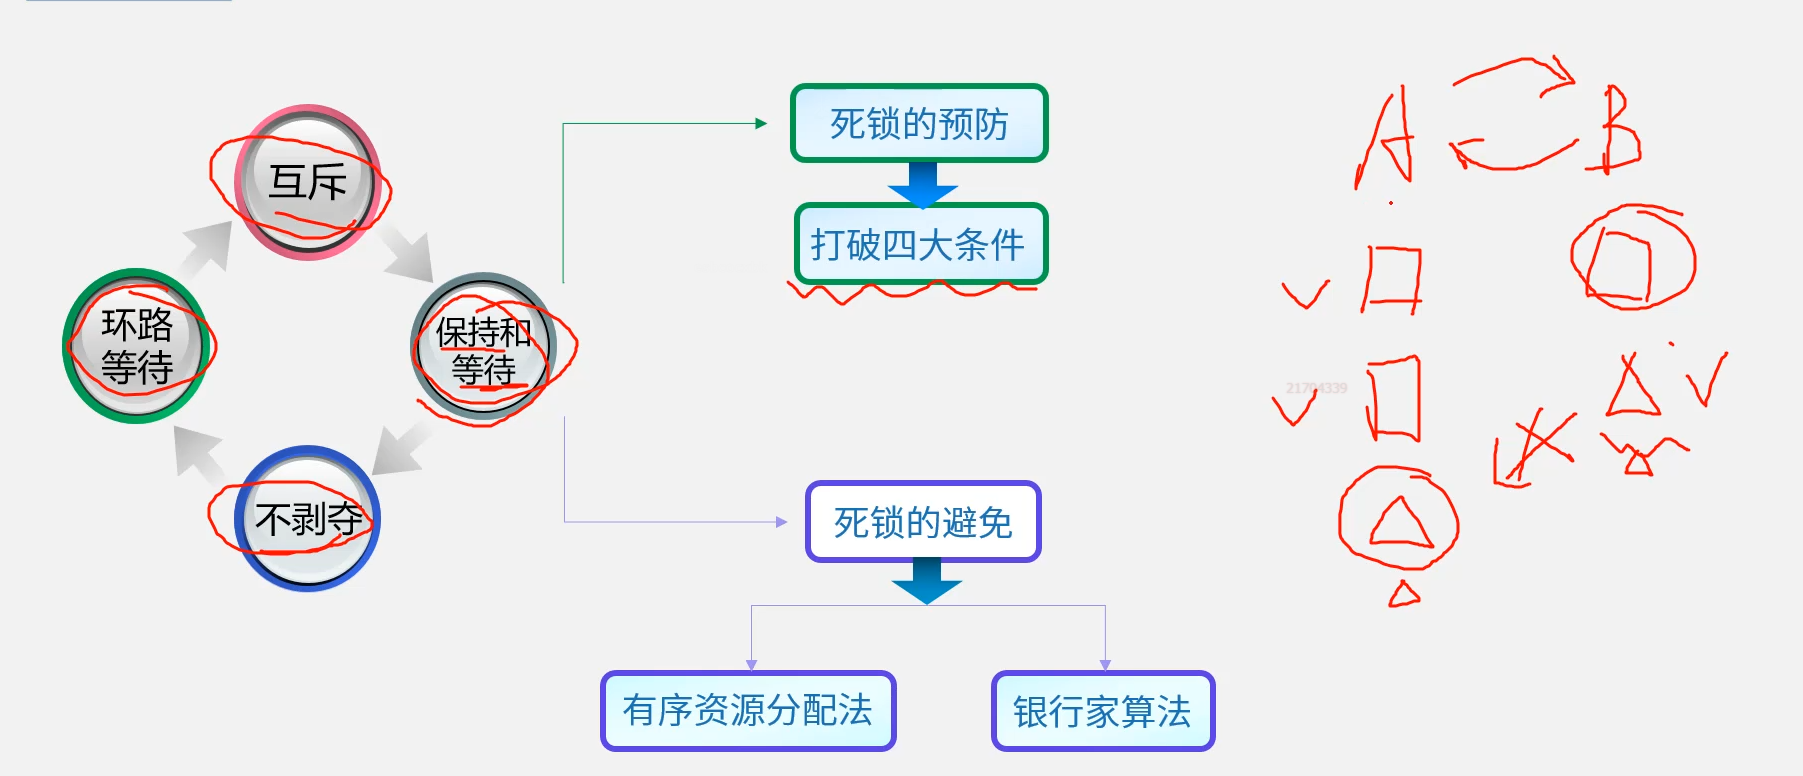 互斥
环路
等待
保持和
等待
不剥夺
死锁的预防
打破四大条件
死锁的避免
有序资源分配法
银行家算法
A
B
21704339